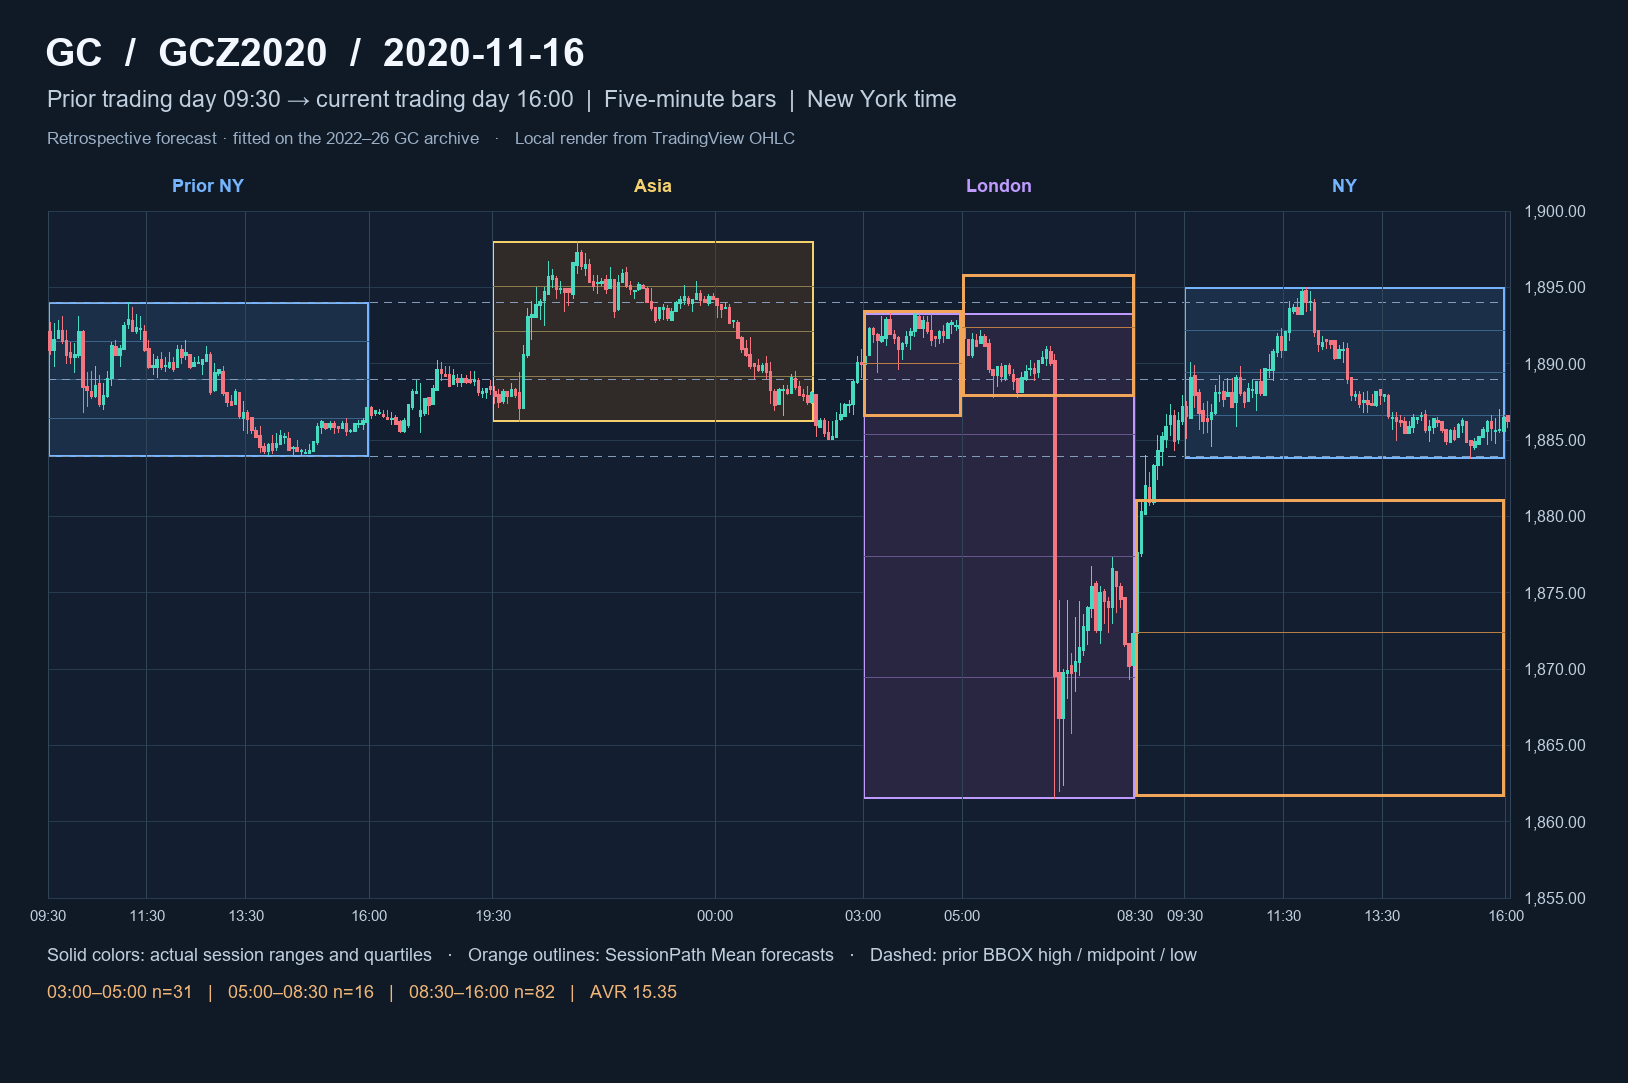 GC / GCZ2020 / 2020-11-16
Prior trading day 09:30 → current trading day 16:00 | Five-minute bars | New York time
Retrospective forecast · fitted on the 2022–26 GC archive · Local render from TradingView OHLC
Prior NY Asia London NY
1,900.00
1,895.00
1,890.00
1,885.00
1,880.00
1,875.00
1,870.00
1,865.00
1,860.00
1,855.00
09:30 11:30 13:30 16:00 19:30 00:00 03:00 05:00 08:30 09:30 11:30 13:30 16:00
Solid colors: actual session ranges and quartiles · Orange outlines: SessionPath Mean forecasts · Dashed: prior BBOX high / midpoint / low
03:00–05:00 n=31 | 05:00–08:30 n=16 | 08:30–16:00 n=82 | AVR 15.35